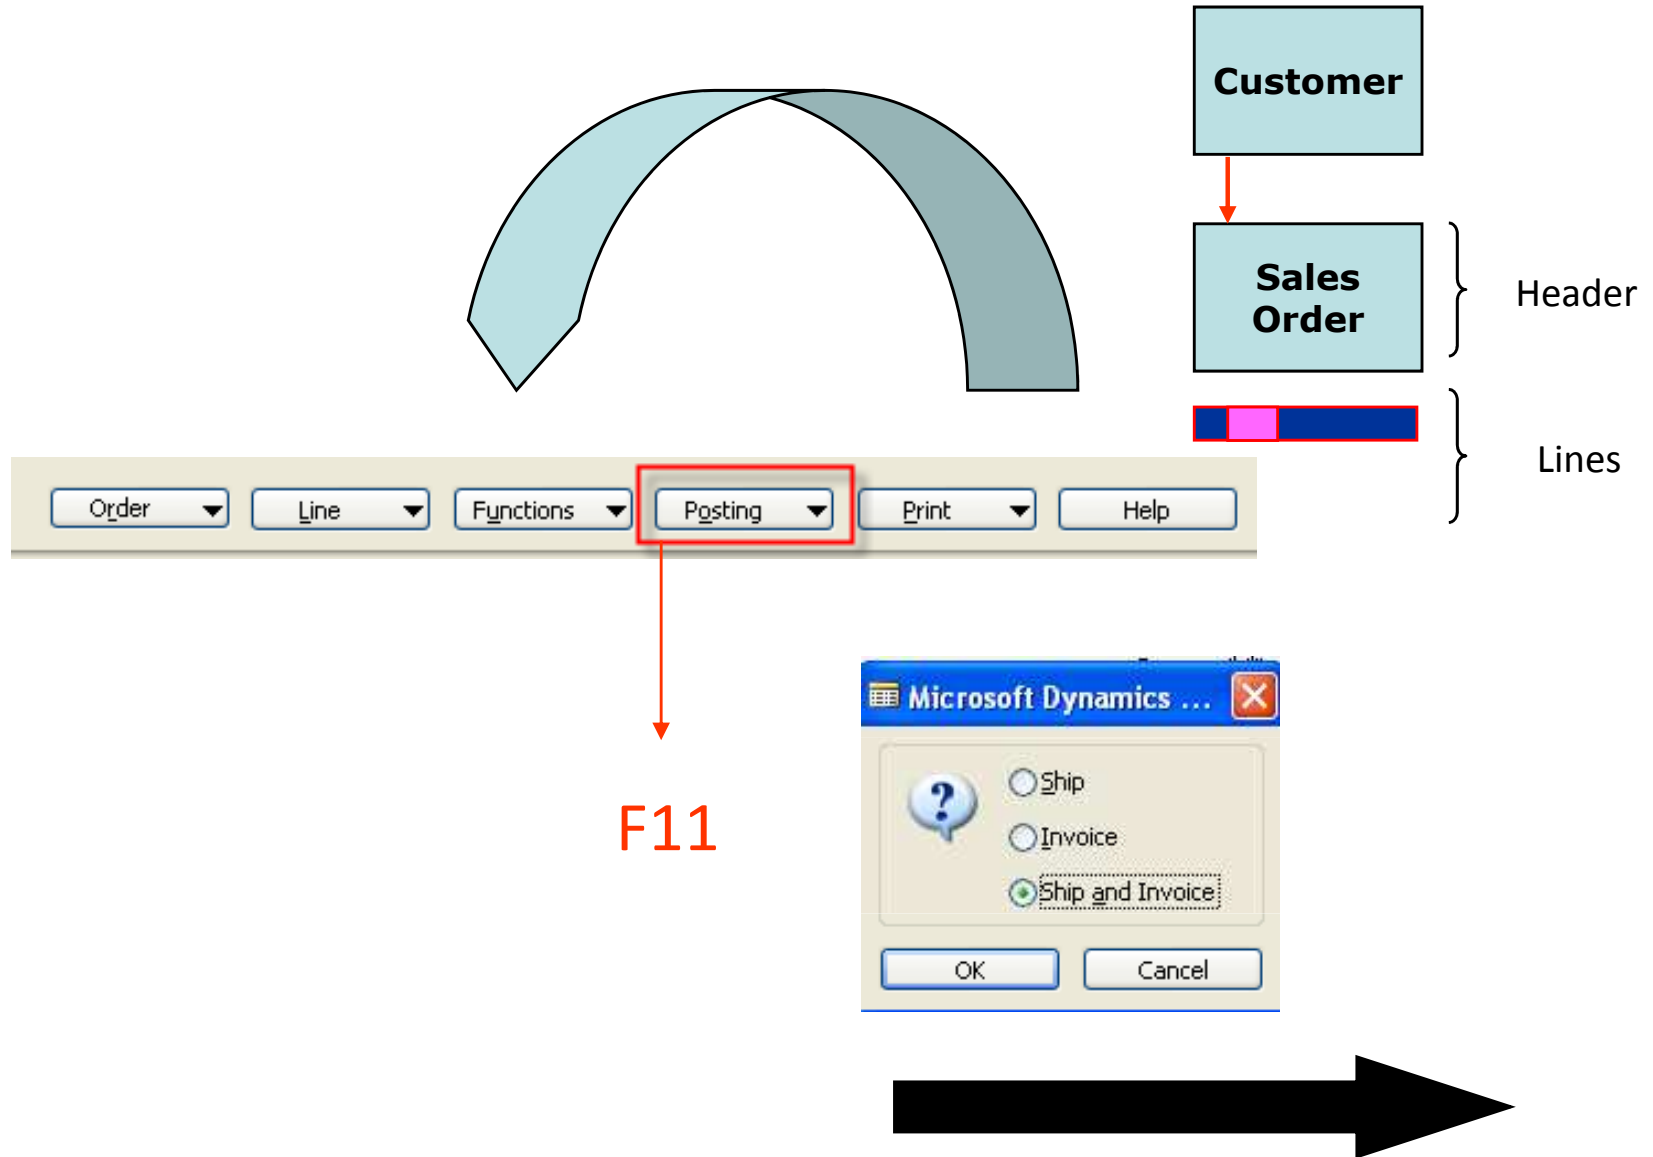 Customer
Sales
Order
Header
Lines
Order
Line
Functions
Posting
Print
Help
F11
Microsoft Dynamics ...
Ship
Invoice
Ship and Invoice
OK
Cancel